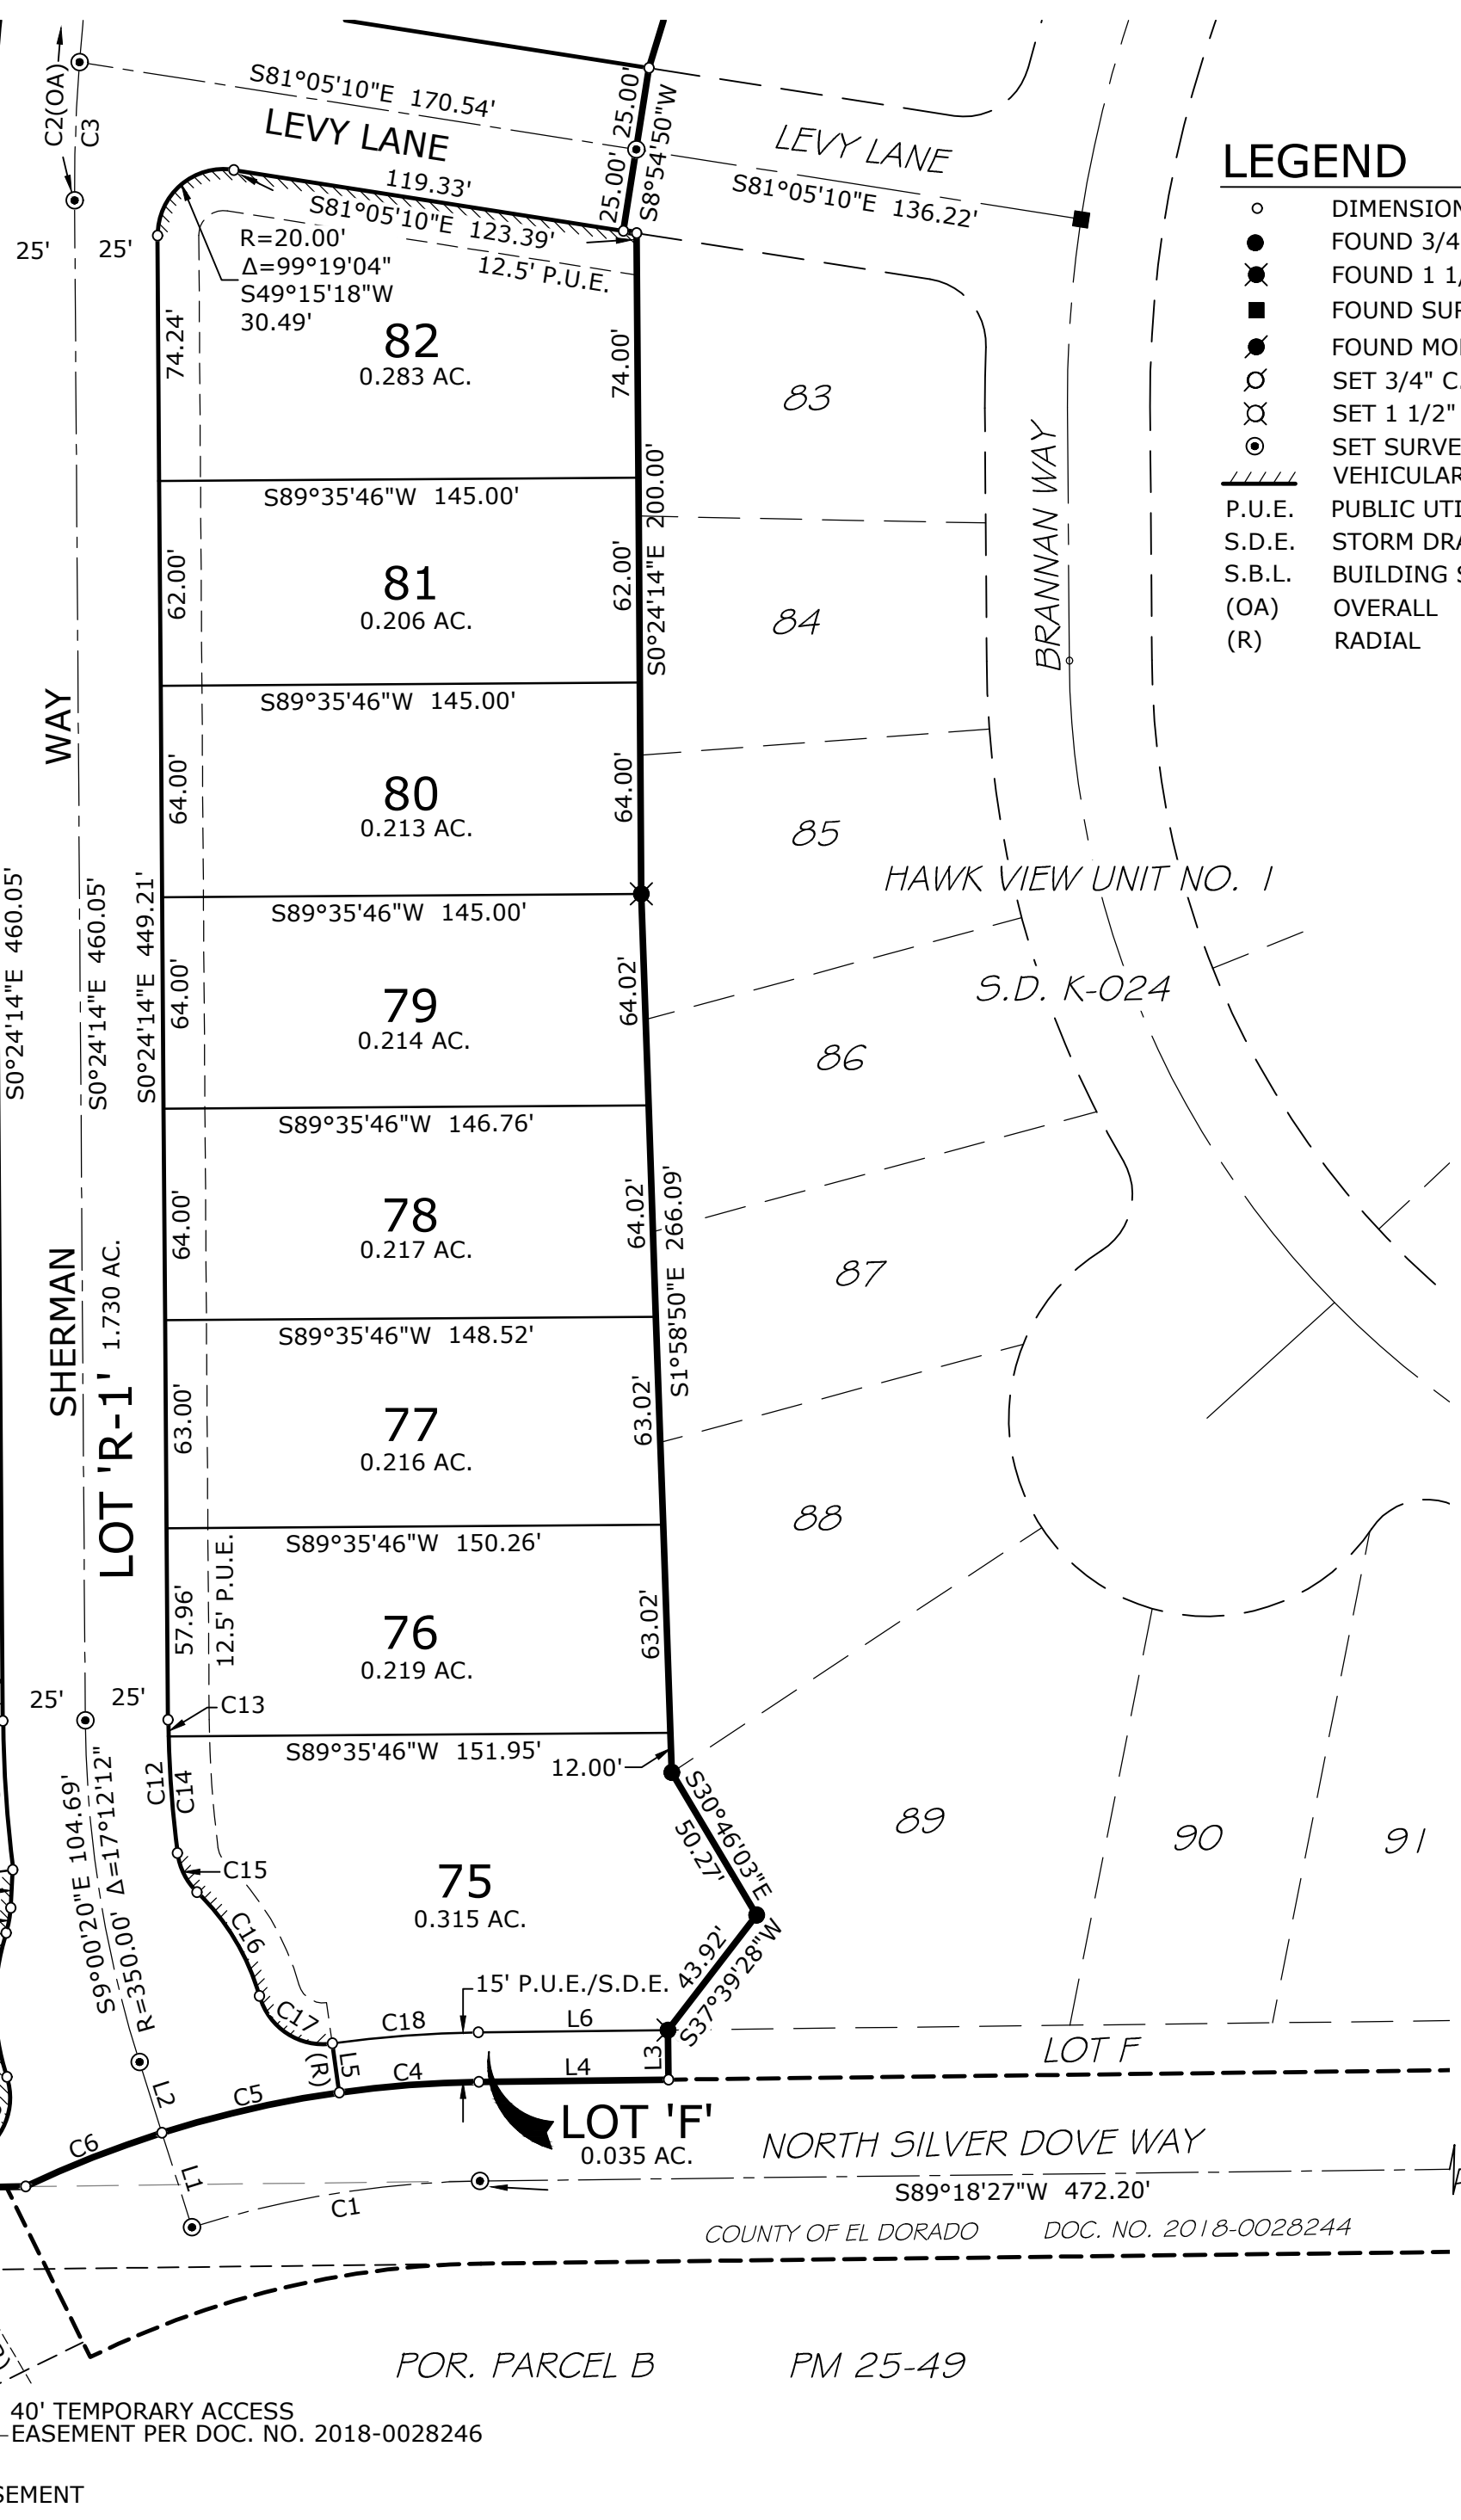 C2(OA)
C3
S81°05'10"E 170.54'
LEVY LANE
119.33'
S81°05'10"E 123.39'
25.00'
25.00'
S8°54'50"W
LEVY LANE
S81°05'10"E 136.22'
25'
25'
R=20.00'
Δ=99°19'04"
S49°15'18"W
30.49'
12.5' P.U.E.
74.24'
82
0.283 AC.
74.00'
83
S89°35'46"W 145.00'
62.00'
81
0.206 AC.
62.00'
S0°24'14"E 200.00'
84
BRANNAN WAY
S89°35'46"W 145.00'
WAY
64.00'
80
0.213 AC.
64.00'
85
HAWK VIEW UNIT NO. 1
S.D. K-024
S89°35'46"W 145.00'
S0°24'14"E 460.05'
S0°24'14"E 460.05'
S0°24'14"E 449.21'
64.00'
79
0.214 AC.
64.02'
86
S89°35'46"W 146.76'
64.00'
78
0.217 AC.
64.02'
S1°58'50"E 266.09'
87
S89°35'46"W 148.52'
SHERMAN
LOT 'R-1' 1.730 AC.
63.00'
77
0.216 AC.
63.02'
88
S89°35'46"W 150.26'
57.96'
12.5' P.U.E.
76
0.219 AC.
63.02'
25'
25'
C13
S89°35'46"W 151.95'
12.00'
C12
C14
S9°00'20"E 104.69'
R=350.00' Δ=17°12'12"
C15
C16
C17
75
0.315 AC.
S30°46'03"E
50.27'
43.92'
S37°39'28"W
89
90
91
15' P.U.E./S.D.E.
C18
L6
L5
(R)
L3
C4
L4
LOT F
L2
C5
C6
L1
C1
LOT 'F'
0.035 AC.
NORTH SILVER DOVE WAY
S89°18'27"W 472.20'
COUNTY OF EL DORADO DOC. NO. 2018-0028244
POR. PARCEL B PM 25-49
40' TEMPORARY ACCESS
EASEMENT PER DOC. NO. 2018-0028246
SEMENT
LEGEND
DIMENSION
FOUND 3/4
FOUND 1 1/
FOUND SUR
FOUND MO
SET 3/4" C.
SET 1 1/2"
SET SURVE
VEHICULAR
P.U.E. PUBLIC UTI
S.D.E. STORM DRA
S.B.L. BUILDING S
(OA) OVERALL
(R) RADIAL